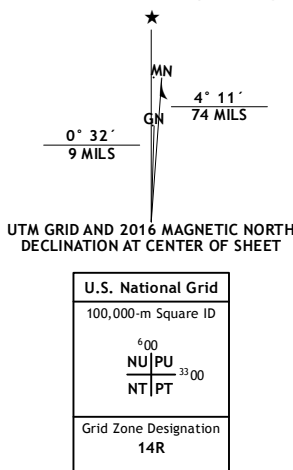 ★
MN
4° 11´
74 MILS
GN
0° 32´
9 MILS
UTM GRID AND 2016 MAGNETIC NORTH
DECLINATION AT CENTER OF SHEET
U.S. National Grid
100,000-m Square ID
⁶00
NU PU
³³00
NT PT
Grid Zone Designation
14R